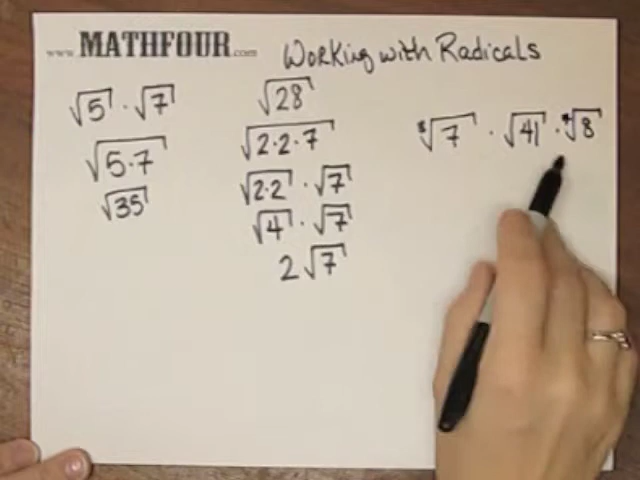 www.MATHFOUR.com Working with Radicals
√5 · √7
√5·7
√35
√28
√2·2·7
√2·2 · √7
√4 · √7
2√7
√7 · √41 · √8